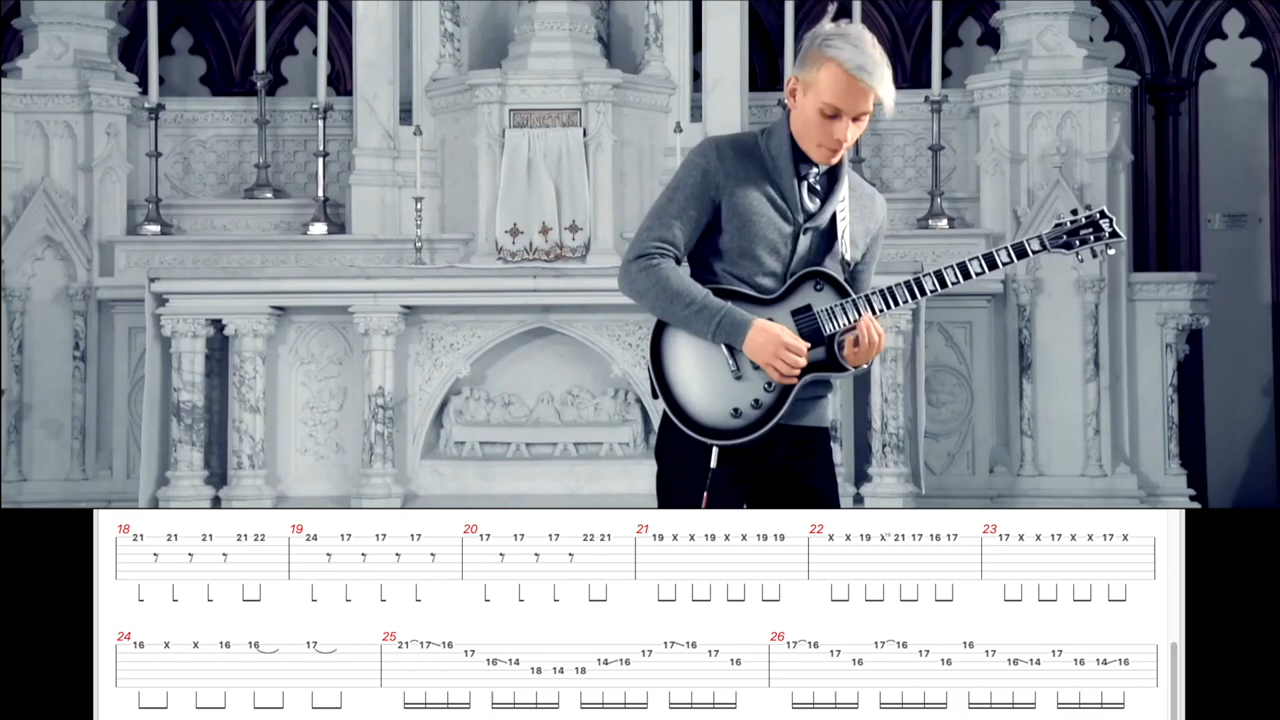 SANCTUS
18 19 20 21 22 23
21 21 21 21 22 24 17 17 17 17 17 17 22 21 19 X X 19 X X 19 19 X X 19 X 21 17 16 17 17 X X 17 X X 17 X
24 25 26
16 X X 16 16 17 21 17 16 17 16 14 18 14 18 14 16 17 17 16 17 16 17 16 17 16 17 16 17 16 16 17 16 14 17 16 14 16